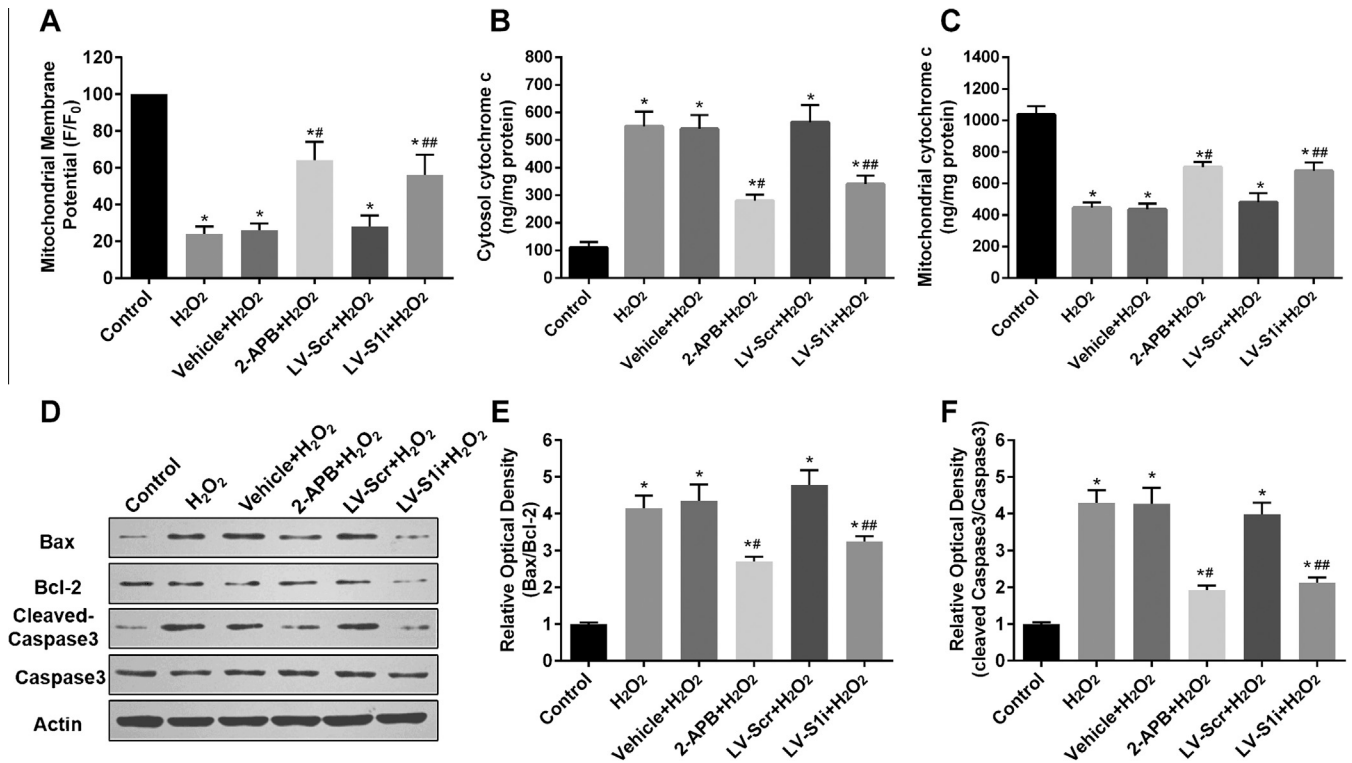 A
Mitochondrial Membrane
Potential (F/F₀)
120
100
80
60
40
20
0
*
*
*#
*
* ##
Control
H₂O₂
Vehicle+H₂O₂
2-APB+H₂O₂
LV-Scr+H₂O₂
LV-S1i+H₂O₂
B
Cytosol cytochrome c
(ng/mg protein)
800
700
600
500
400
300
200
100
0
*
*
*#
*
* ##
Control
H₂O₂
Vehicle+H₂O₂
2-APB+H₂O₂
LV-Scr+H₂O₂
LV-S1i+H₂O₂
C
Mitochondrial cytochrome c
(ng/mg protein)
1400
1200
1000
800
600
400
200
0
*
*
*#
*
* ##
Control
H₂O₂
Vehicle+H₂O₂
2-APB+H₂O₂
LV-Scr+H₂O₂
LV-S1i+H₂O₂
D
Control
H₂O₂
Vehicle+H₂O₂
2-APB+H₂O₂
LV-Scr+H₂O₂
LV-S1i+H₂O₂
Bax
Bcl-2
Cleaved-
Caspase3
Caspase3
Actin
E
Relative Optical Density
(Bax/Bcl-2)
6
5
4
3
2
1
0
*
*
*#
*
* ##
Control
H₂O₂
Vehicle+H₂O₂
2-APB+H₂O₂
LV-Scr+H₂O₂
LV-S1i+H₂O₂
F
Relative Optical Density
(cleaved Caspase3/Caspase3)
6
5
4
3
2
1
0
*
*
*#
*
* ##
Control
H₂O₂
Vehicle+H₂O₂
2-APB+H₂O₂
LV-Scr+H₂O₂
LV-S1i+H₂O₂